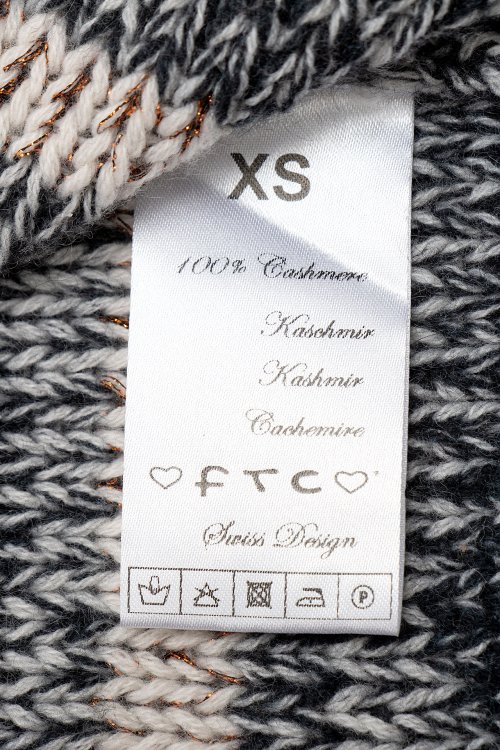 XS
100% Cashmere
Kaschmir
Kashmir
Cachemire
♡ FTC ♡
Swiss Design
P